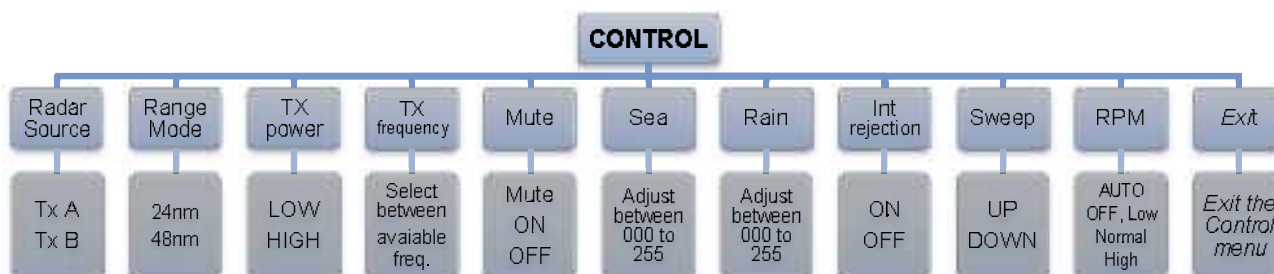 CONTROL
Radar
Source
Range
Mode
TX
power
TX
frequency
Mute
Sea
Rain
Int
rejection
Sweep
RPM
Exit
Tx A
Tx B
24nm
48nm
LOW
HIGH
Select
between
avaiable
freq.
Mute
ON
OFF
Adjust
between
000 to
255
Adjust
between
000 to
255
ON
OFF
UP
DOWN
AUTO
OFF, Low
Normal
High
Exit the
Control
menu